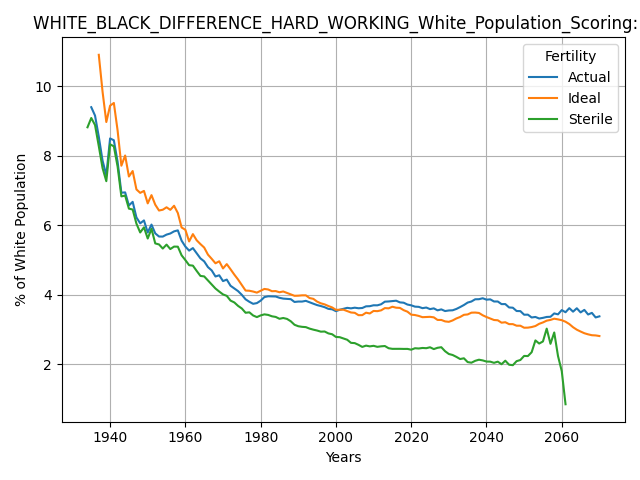 WHITE_BLACK_DIFFERENCE_HARD_WORKING_White_Population_Scoring:
Fertility
Actual
Ideal
Sterile
% of White Population
10
8
6
4
2
1940 1960 1980 2000 2020 2040 2060
Years